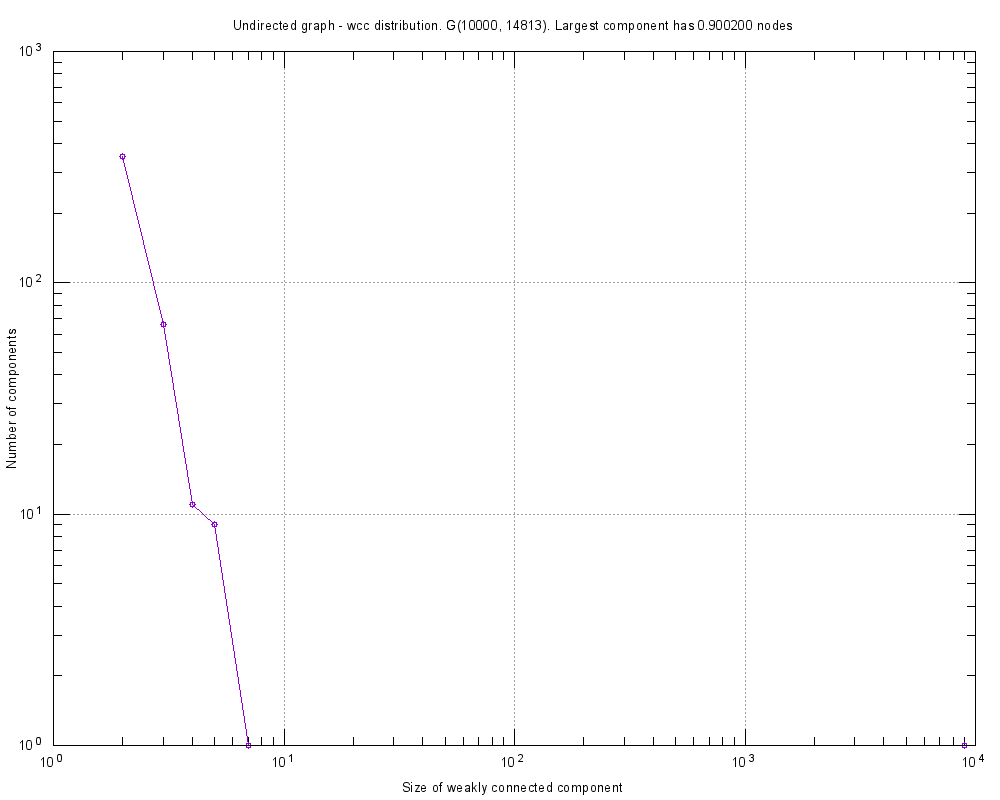 Undirected graph - wcc distribution. G(10000, 14813). Largest component has 0.900200 nodes
10^3
10^2
10^1
10^0
Number of components
10^0 10^1 10^2 10^3 10^4
Size of weakly connected component